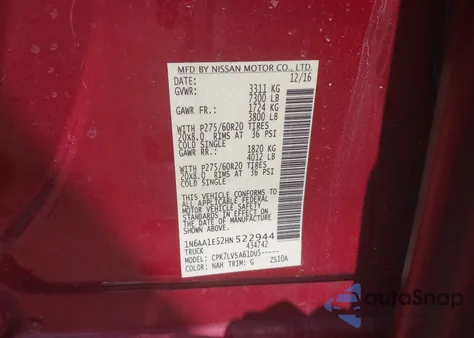 MFD BY NISSAN MOTOR CO., LTD.
DATE: 12/16
GVWR: 3311 KG
7300 LB
GAWR FR.: 1724 KG
3800 LB
WITH P275/60R20 TIRES
20X8.0 RIMS AT 36 PSI
COLD SINGLE
GAWR RR.: 1820 KG
4012 LB
WITH P275/60R20 TIRES
20X8.0 RIMS AT 36 PSI
COLD SINGLE
THIS VEHICLE CONFORMS TO
ALL APPLICABLE FEDERAL
MOTOR VEHICLE SAFETY
STANDARDS IN EFFECT ON
THE DATE OF MANUFACTURE
SHOWN ABOVE.
1N6AA1E52HN522944
TRUCK 434742
MODEL: CPK7LVSA61DU5-----
COLOR: NAH TRIM: G ZS10A
AutoSnap